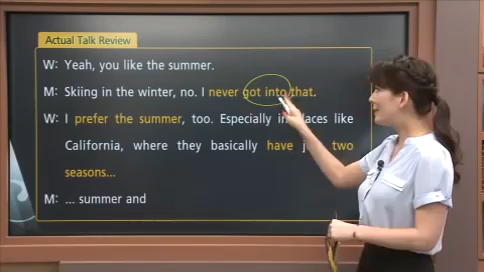 Actual Talk Review
W: Yeah, you like the summer.
M: Skiing in the winter, no. I never got into that.
W: I prefer the summer, too. Especially in places like
California, where they basically have two
seasons...
M: ... summer and